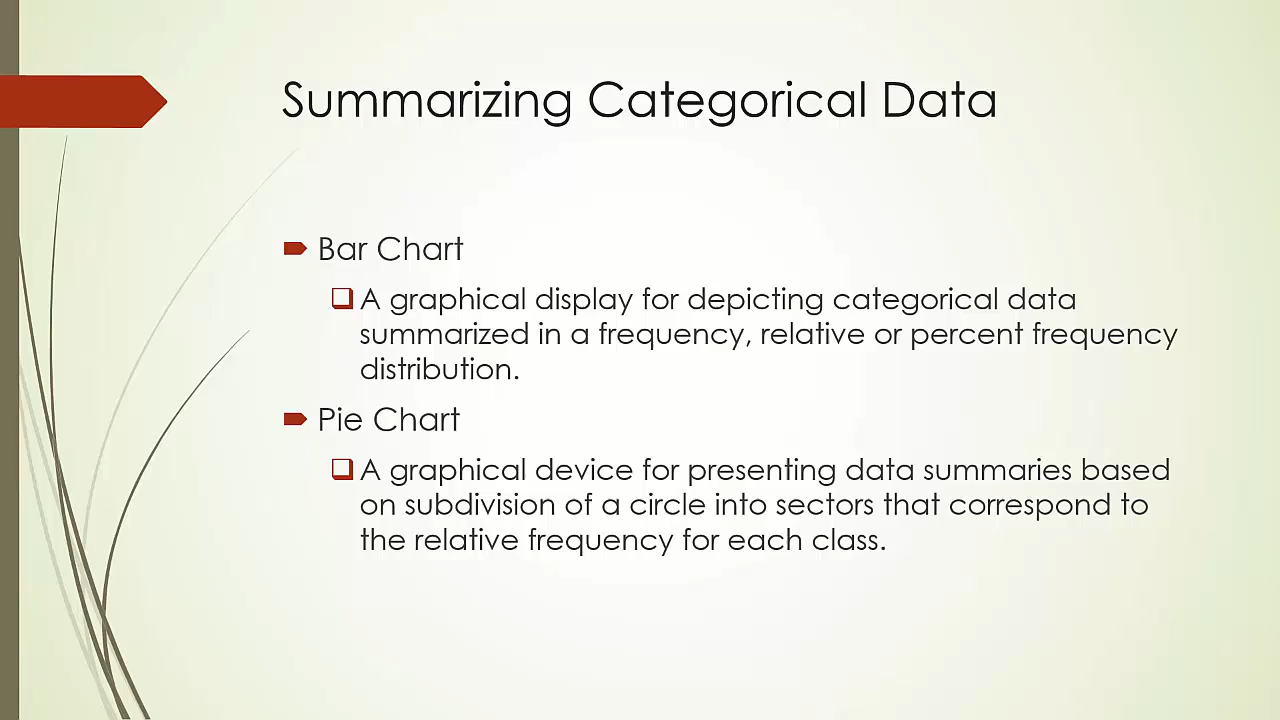 Summarizing Categorical Data
Bar Chart
A graphical display for depicting categorical data
summarized in a frequency, relative or percent frequency
distribution.
Pie Chart
A graphical device for presenting data summaries based
on subdivision of a circle into sectors that correspond to
the relative frequency for each class.